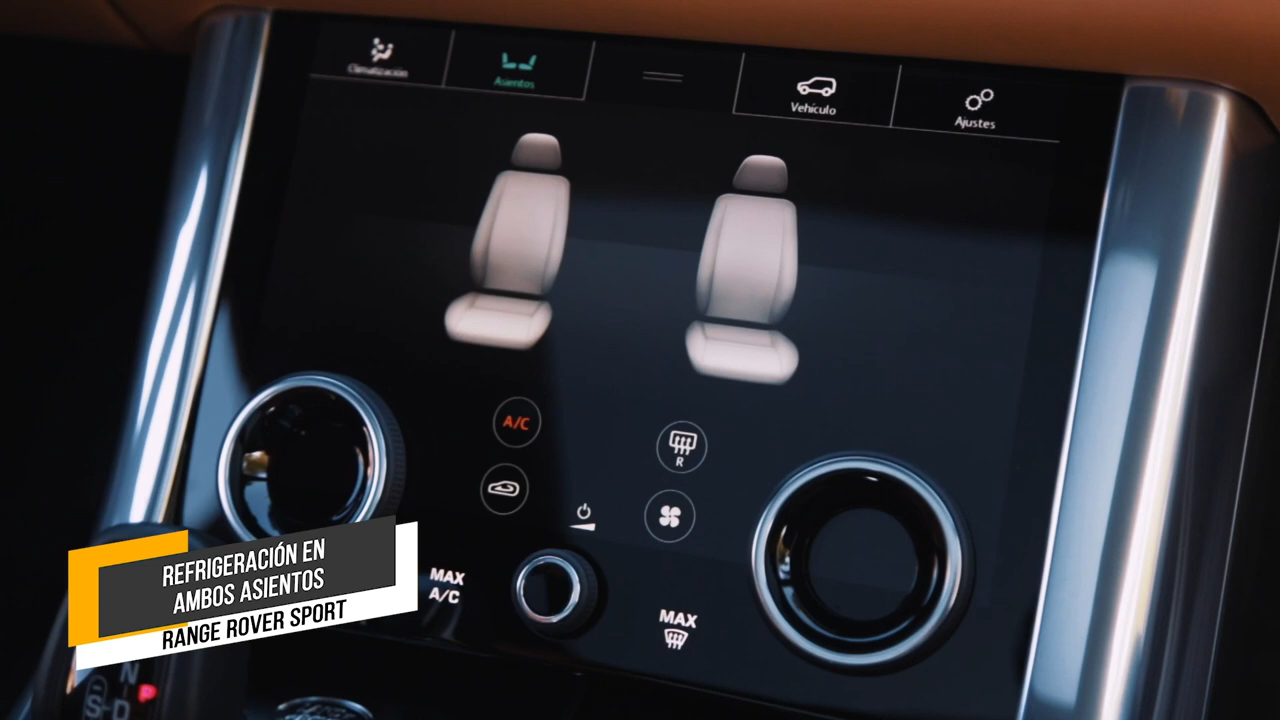 Climatización
Asientos
Vehículo
Ajustes
A/C
R
MAX
A/C
MAX
REFRIGERACIÓN EN
AMBOS ASIENTOS
RANGE ROVER SPORT
N
P
S D